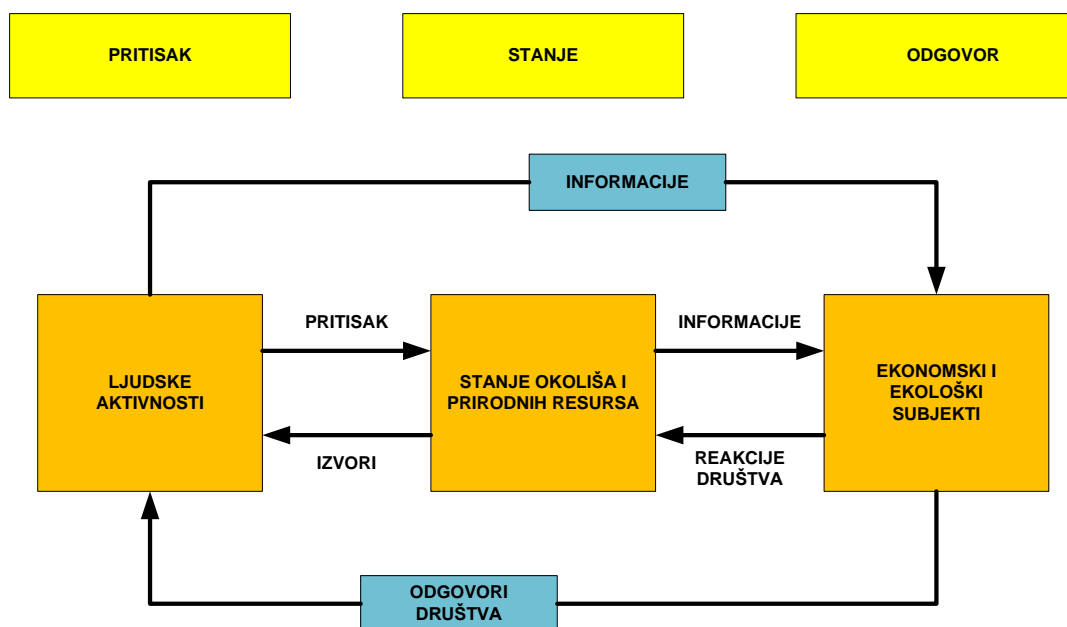 PRITISAK
STANJE
ODGOVOR
INFORMACIJE
PRITISAK
INFORMACIJE
LJUDSKE
AKTIVNOSTI
STANJE OKOLIŠA I
PRIRODNIH RESURSA
EKONOMSKI I
EKOLOŠKI
SUBJEKTI
IZVORI
REAKCIJE
DRUŠTVA
ODGOVORI
DRUŠTVA